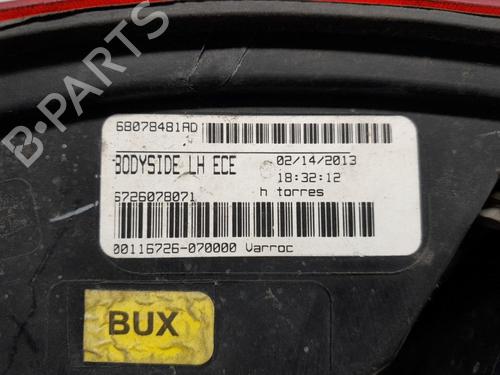 68078481AD
BODYSIDE LH ECE
02/14/2013
18:32:12
6726078071
h torres
00116726-070000 Varroc
BUX
B-PARTS